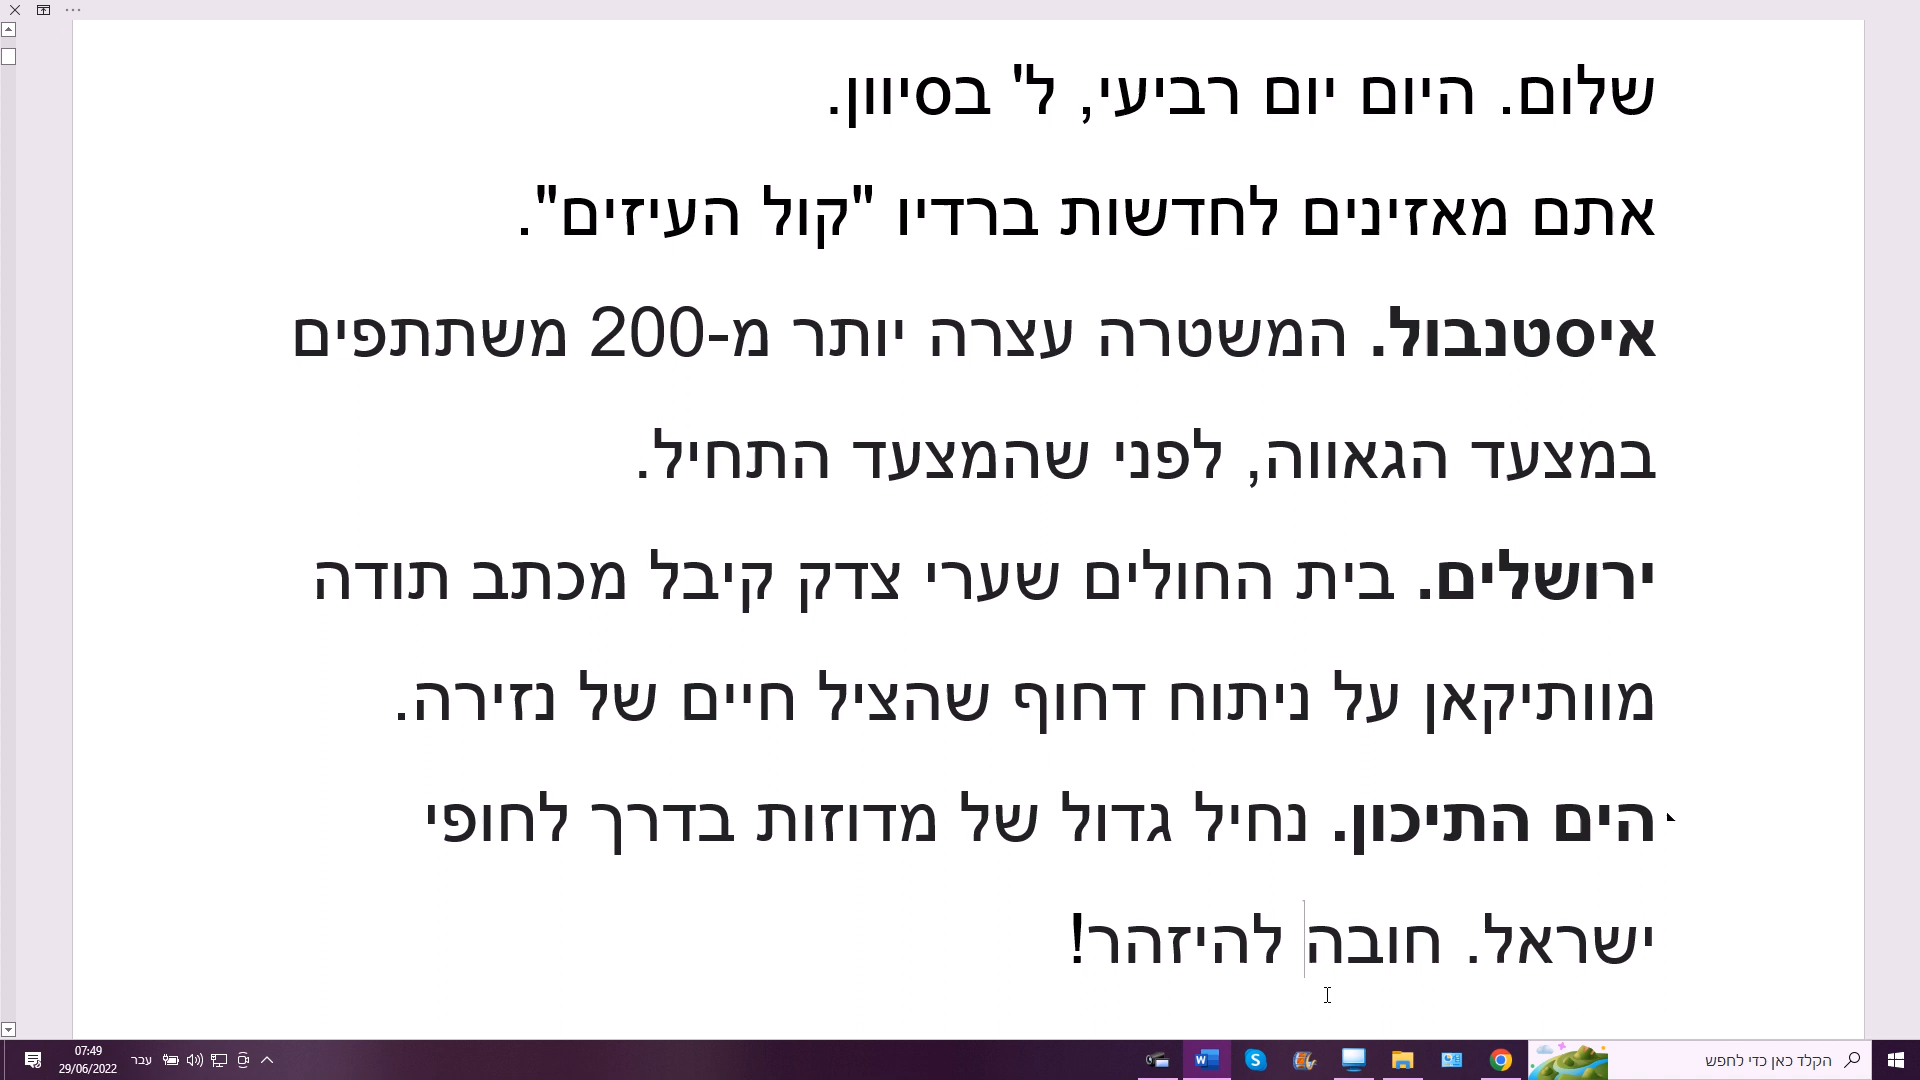 שלום. היום יום רביעי, ל' בסיוון.
אתם מאזינים לחדשות ברדיו "קול העיזים".
איסטנבול. המשטרה עצרה יותר מ-200 משתתפים
במצעד הגאווה, לפני שהמצעד התחיל.
ירושלים. בית החולים שערי צדק קיבל מכתב תודה
מוותיקאן על ניתוח דחוף שהציל חיים של נזירה.
הים התיכון. נחיל גדול של מדוזות בדרך לחופי
ישראל. חובה להיזהר!
הקלד כאן כדי לחפש
עבר
07:49
29/06/2022